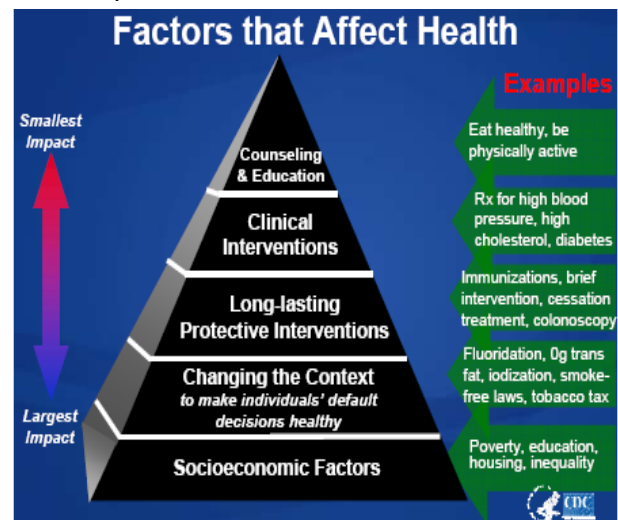 Factors that Affect Health
Examples
Smallest
Impact
Counseling
& Education
Eat healthy, be
physically active
Clinical
Interventions
Rx for high blood
pressure, high
cholesterol, diabetes
Long-lasting
Protective Interventions
Immunizations, brief
intervention, cessation
treatment, colonoscopy
Changing the Context
to make individuals' default
decisions healthy
Fluoridation, 0g trans
fat, iodization, smoke-
free laws, tobacco tax
Largest
Impact
Socioeconomic Factors
Poverty, education,
housing, inequality
CDC